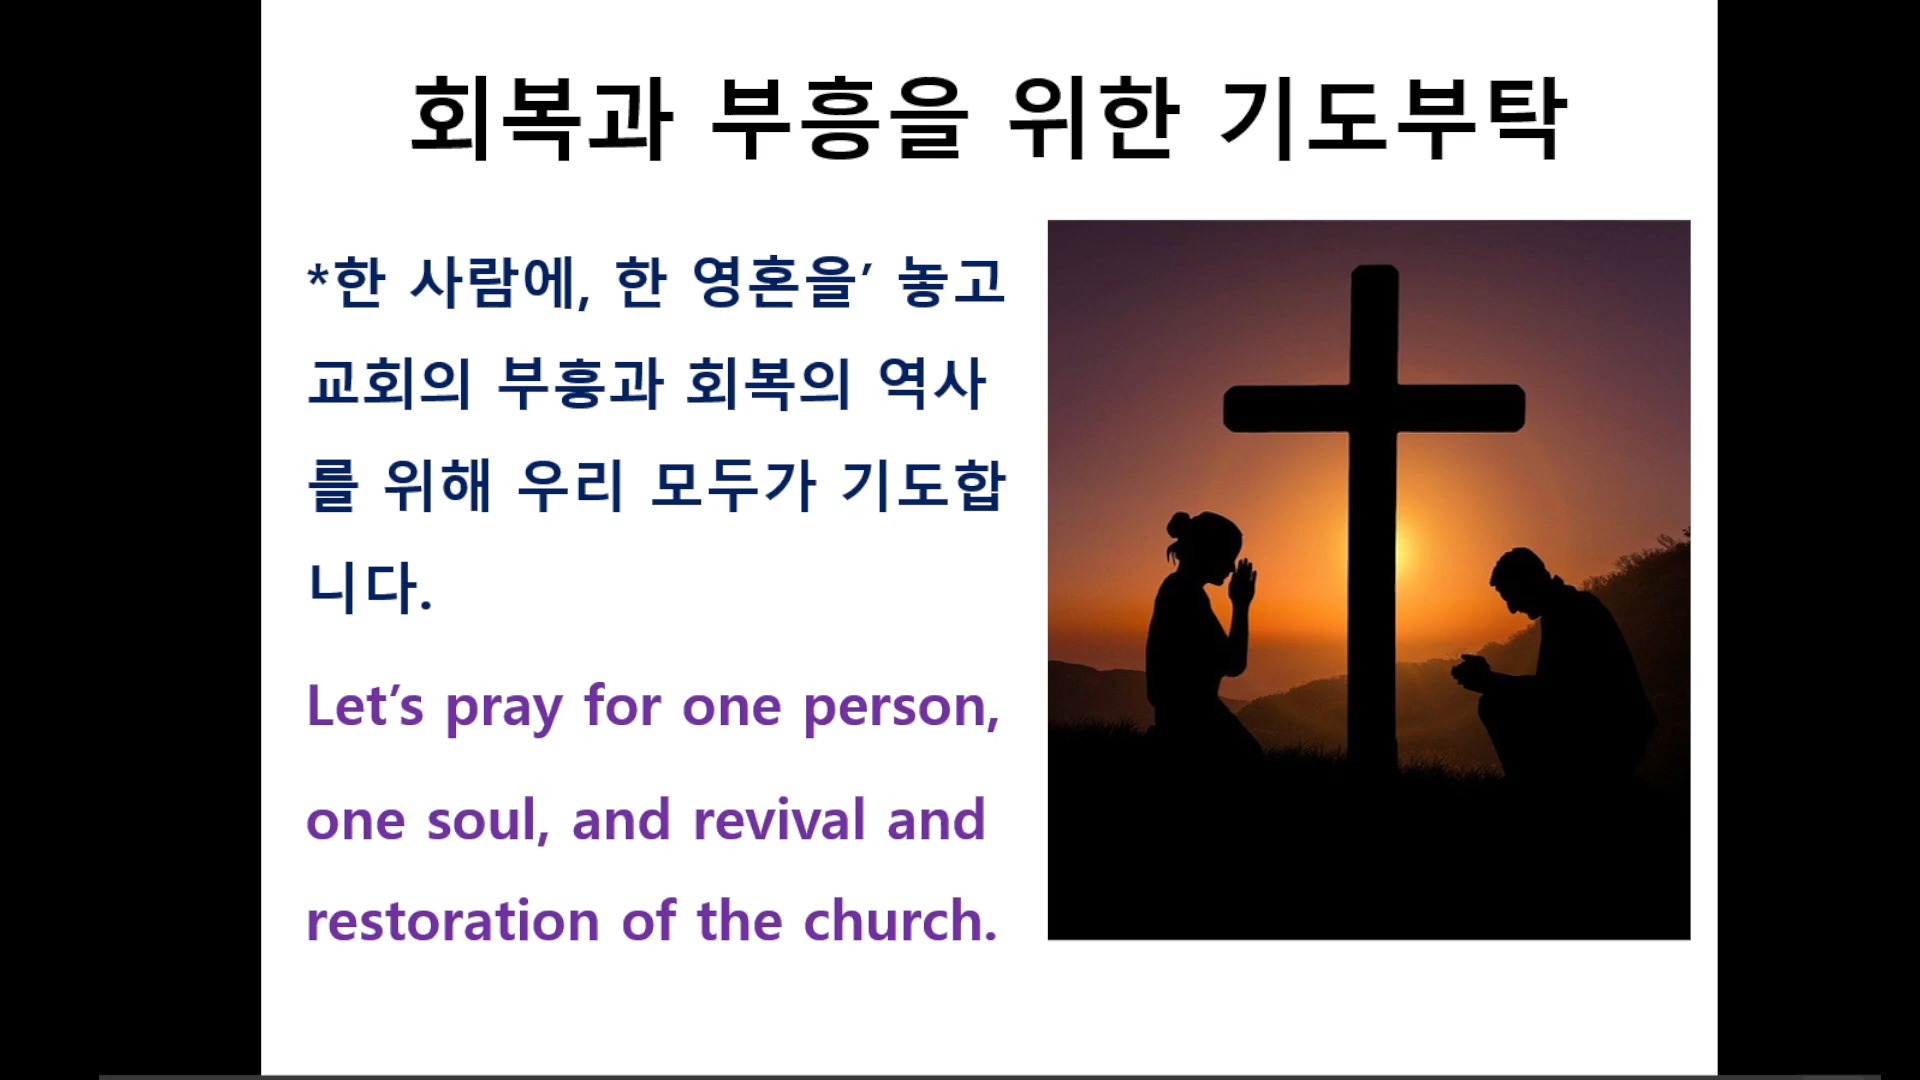 회복과 부흥을 위한 기도부탁
*한 사람에, 한 영혼을’ 놓고
교회의 부흫과 회복의 역사
를 위해 우리 모두가 기도합
니다.
Let’s pray for one person,
one soul, and revival and
restoration of the church.